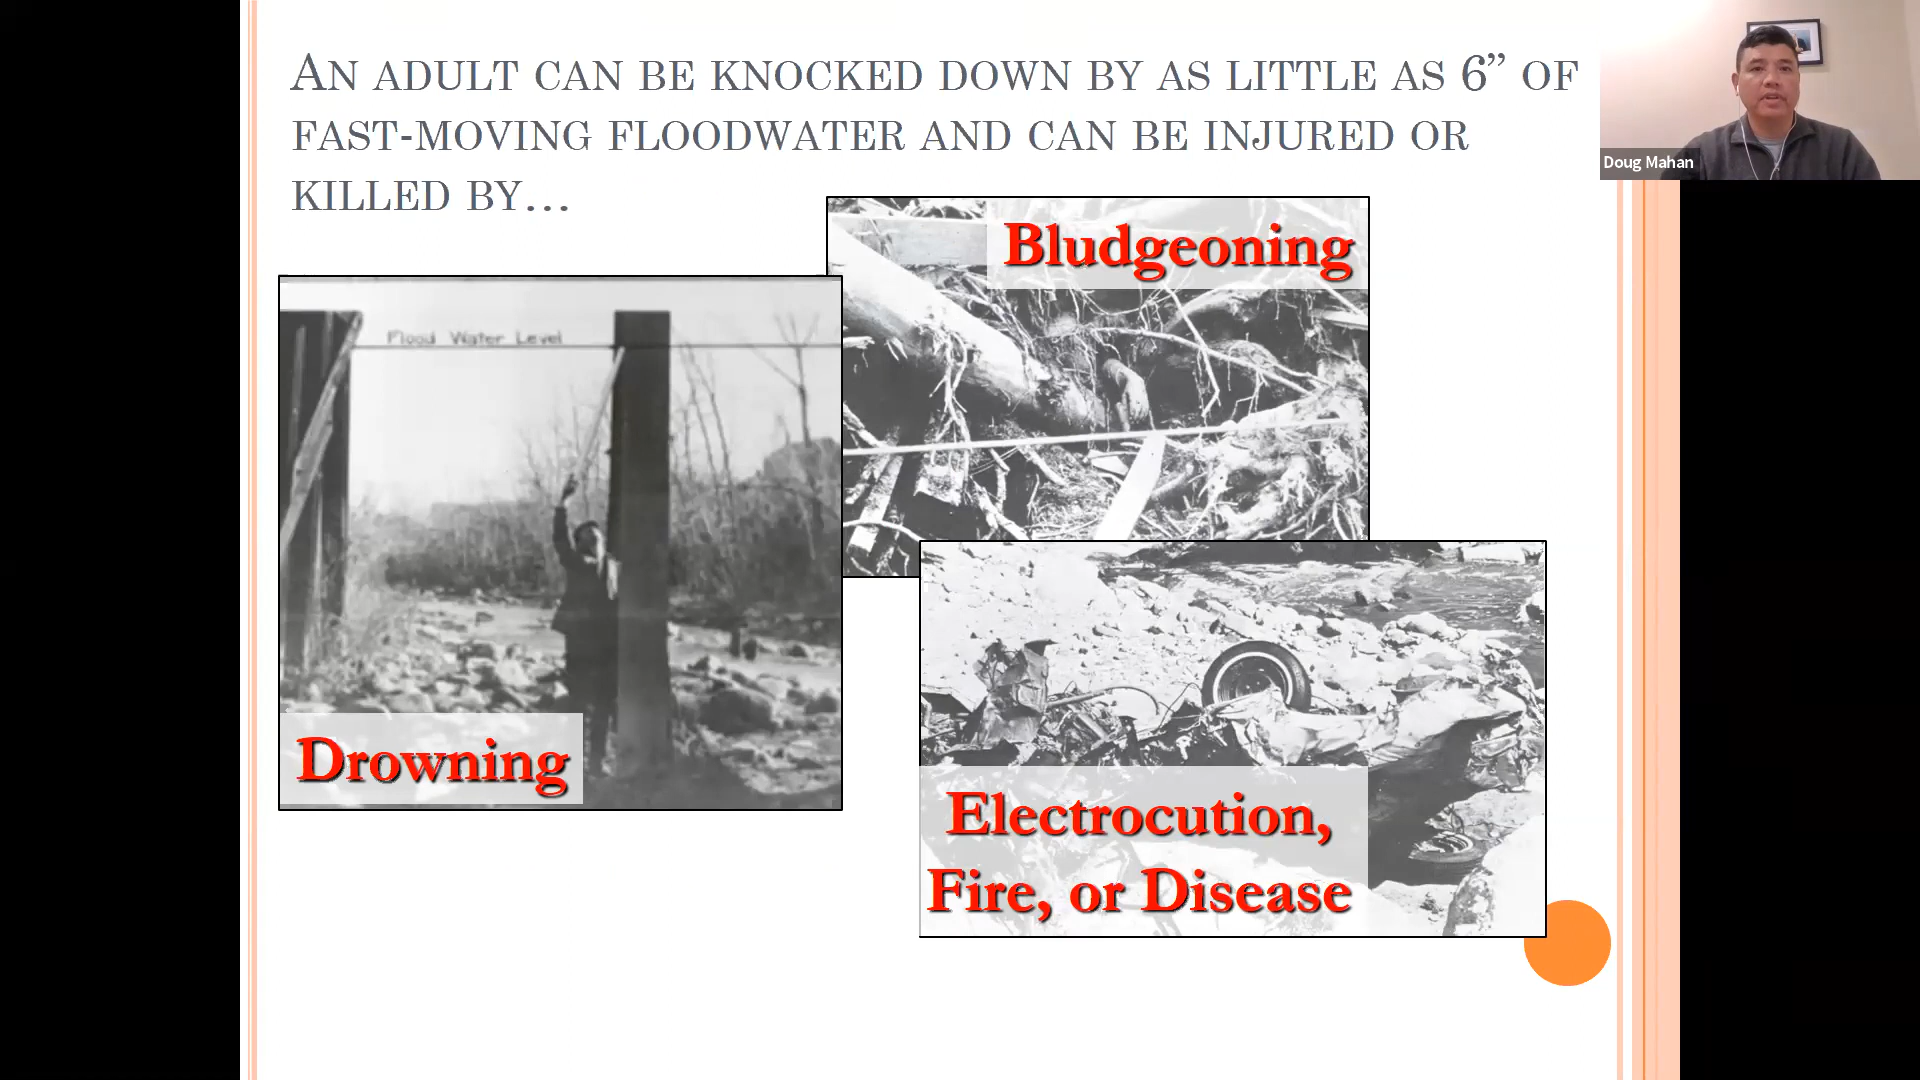 AN ADULT CAN BE KNOCKED DOWN BY AS LITTLE AS 6” OF
FAST-MOVING FLOODWATER AND CAN BE INJURED OR
KILLED BY…
Doug Mahan
Bludgeoning
Flood Water Level
Drowning
Electrocution,
Fire, or Disease